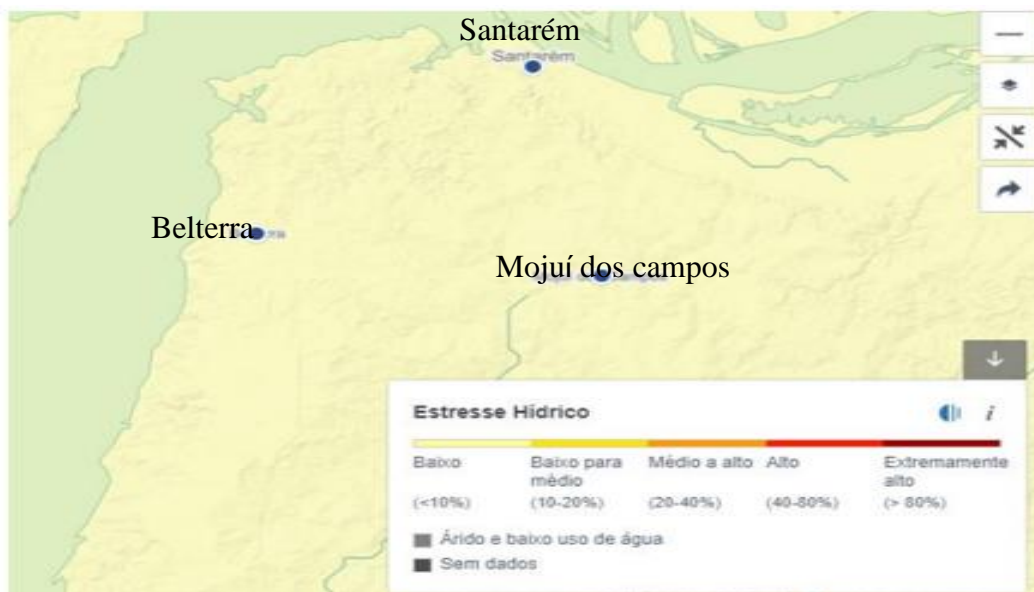 Santarém
Santarém
Belterra
Mojuí dos campos
Estresse Hídrico
i
Baixo
Baixo para médio
Médio a alto
Alto
Extremamente alto
(<10%)
(10-20%)
(20-40%)
(40-80%)
(> 80%)
Árido e baixo uso de água
Sem dados